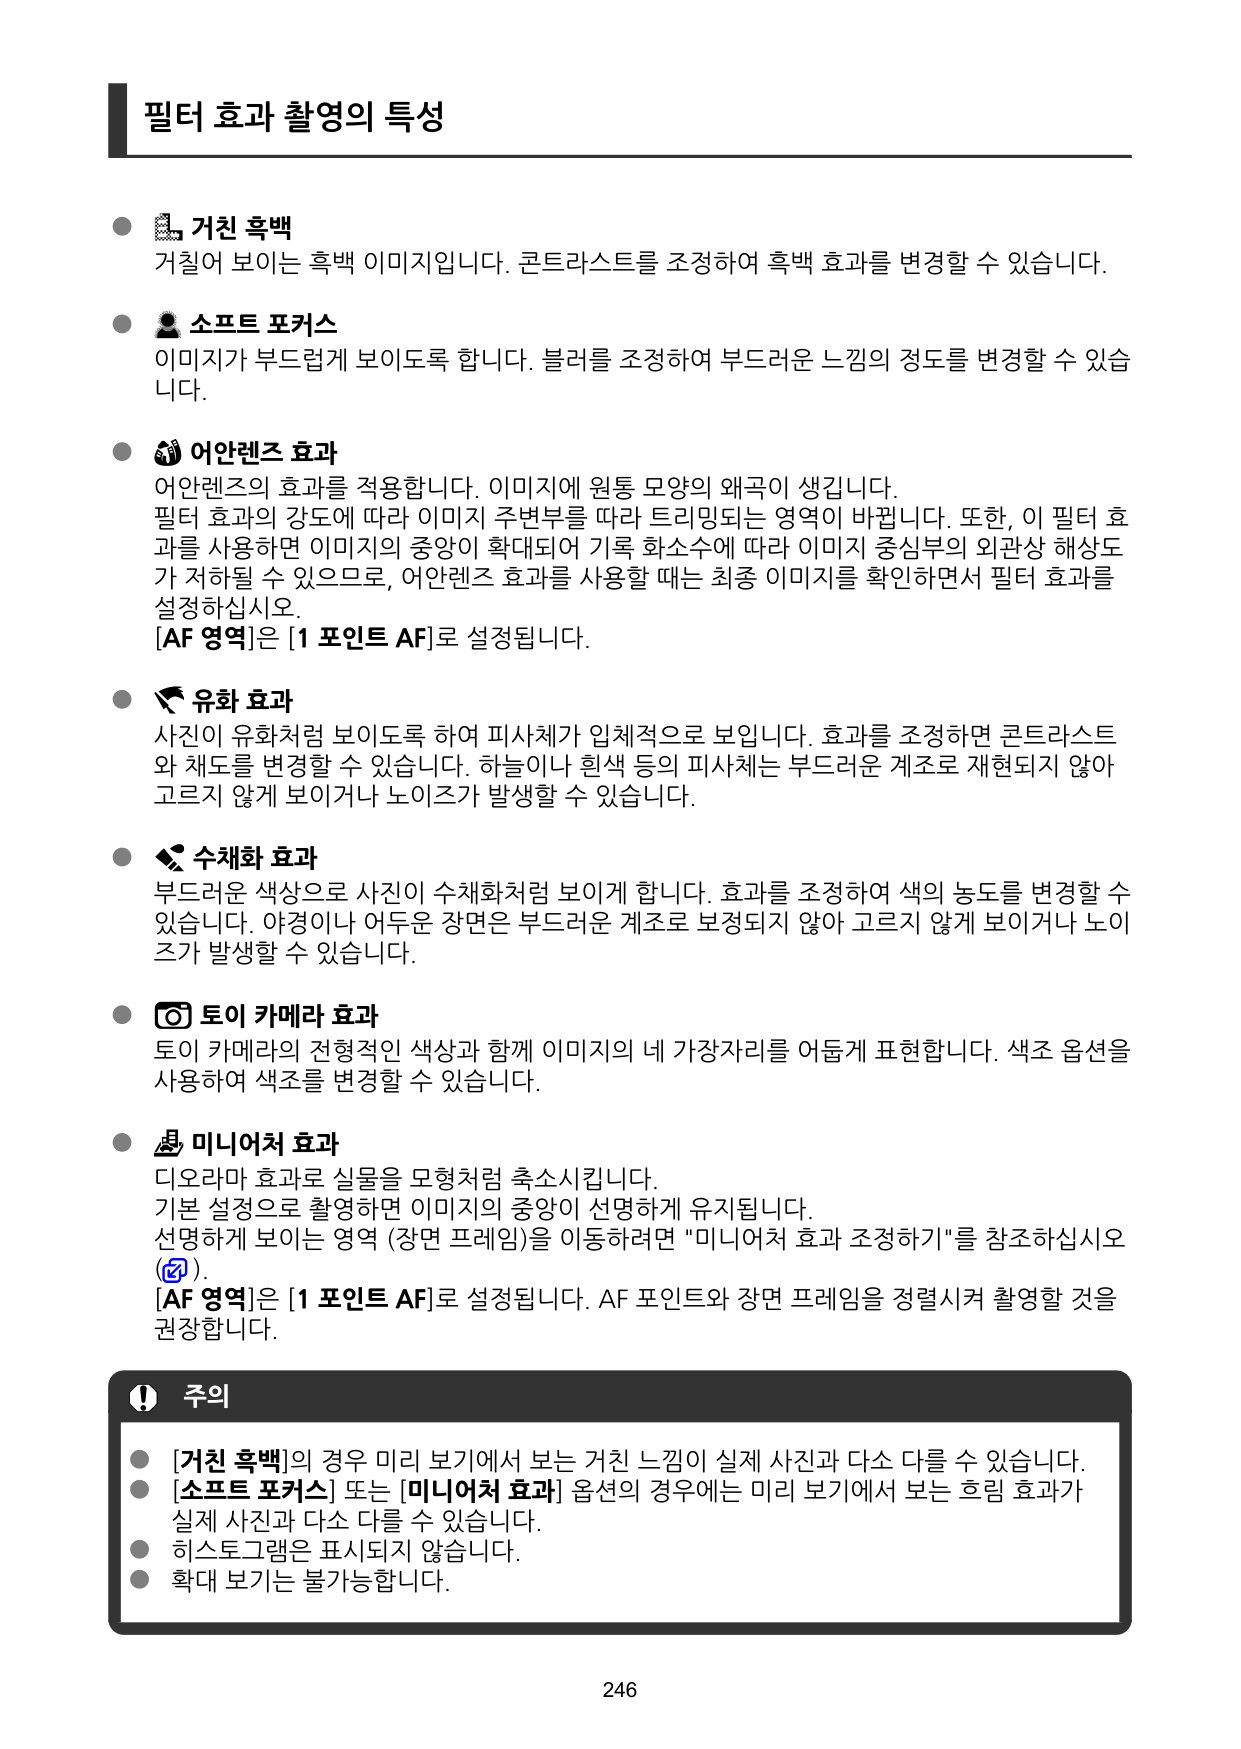 필터 효과 촬영의 특성
● 거친 흑백
거칠어 보이는 흑백 이미지입니다. 콘트라스트를 조정하여 흑백 효과를 변경할 수 있습니다.
● 소프트 포커스
이미지가 부드럽게 보이도록 합니다. 블러를 조정하여 부드러운 느낌의 정도를 변경할 수 있습
니다.
● 어안렌즈 효과
어안렌즈의 효과를 적용합니다. 이미지에 원통 모양의 왜곡이 생깁니다.
필터 효과의 강도에 따라 이미지 주변부를 따라 트리밍되는 영역이 바뀝니다. 또한, 이 필터 효
과를 사용하면 이미지의 중앙이 확대되어 기록 화소수에 따라 이미지 중심부의 외관상 해상도
가 저하될 수 있으므로, 어안렌즈 효과를 사용할 때는 최종 이미지를 확인하면서 필터 효과를
설정하십시오.
[AF 영역]은 [1 포인트 AF]로 설정됩니다.
● 유화 효과
사진이 유화처럼 보이도록 하여 피사체가 입체적으로 보입니다. 효과를 조정하면 콘트라스트
와 채도를 변경할 수 있습니다. 하늘이나 흰색 등의 피사체는 부드러운 계조로 재현되지 않아
고르지 않게 보이거나 노이즈가 발생할 수 있습니다.
● 수채화 효과
부드러운 색상으로 사진이 수채화처럼 보이게 합니다. 효과를 조정하여 색의 농도를 변경할 수
있습니다. 야경이나 어두운 장면은 부드러운 계조로 보정되지 않아 고르지 않게 보이거나 노이
즈가 발생할 수 있습니다.
● 토이 카메라 효과
토이 카메라의 전형적인 색상과 함께 이미지의 네 가장자리를 어둡게 표현합니다. 색조 옵션을
사용하여 색조를 변경할 수 있습니다.
● 미니어처 효과
디오라마 효과로 실물을 모형처럼 축소시킵니다.
기본 설정으로 촬영하면 이미지의 중앙이 선명하게 유지됩니다.
선명하게 보이는 영역 (장면 프레임)을 이동하려면 "미니어처 효과 조정하기"를 참조하십시오
( ).
[AF 영역]은 [1 포인트 AF]로 설정됩니다. AF 포인트와 장면 프레임을 정렬시켜 촬영할 것을
권장합니다.
주의
● [거친 흑백]의 경우 미리 보기에서 보는 거친 느낌이 실제 사진과 다소 다를 수 있습니다.
● [소프트 포커스] 또는 [미니어처 효과] 옵션의 경우에는 미리 보기에서 보는 흐림 효과가
실제 사진과 다소 다를 수 있습니다.
● 히스토그램은 표시되지 않습니다.
● 확대 보기는 불가능합니다.
246